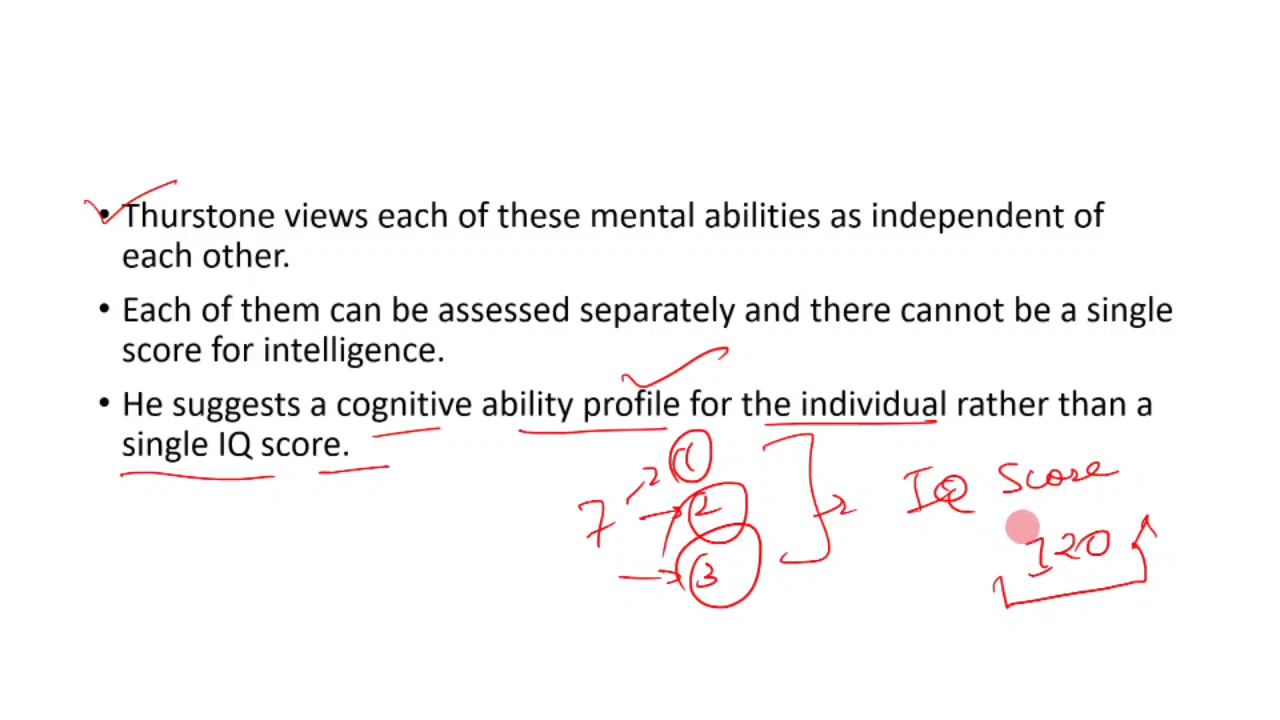 • Thurstone views each of these mental abilities as independent of
each other.
• Each of them can be assessed separately and there cannot be a single
score for intelligence.
• He suggests a cognitive ability profile for the individual rather than a
single IQ score.
7
1
2
3
IQ Score
120